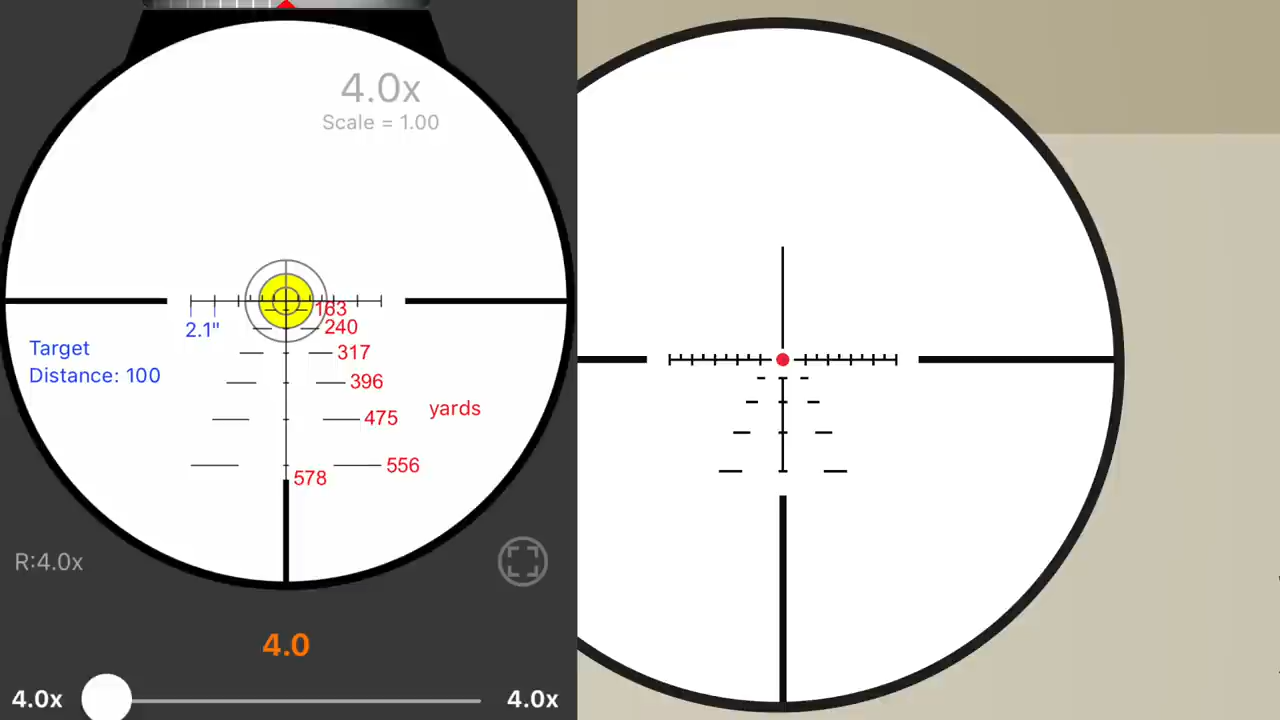 4.0x
Scale = 1.00
163
2.1"
240
Target
317
Distance: 100
396
yards
475
556
578
R:4.0x
4.0
4.0x
4.0x